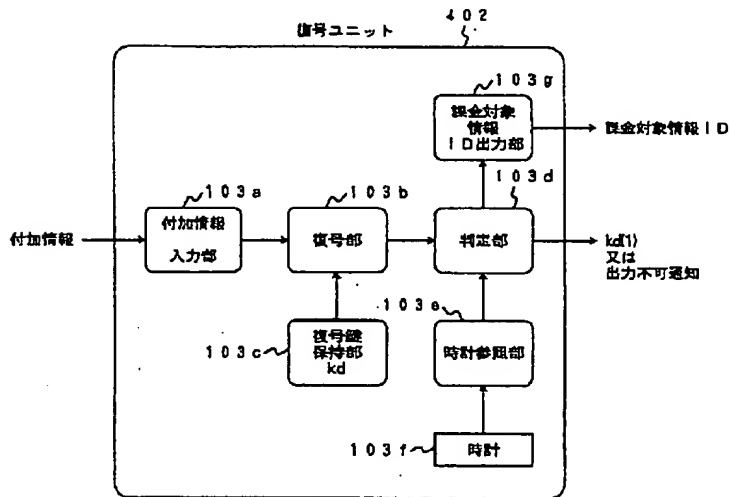 402
復号ユニット
103g
課金対象
情報
ID出力部
課金対象情報ID
103d
103a
103b
付加情報
付加情報
入力部
復号部
判定部
kd(1)
又は
出力不可通知
103e
103c
復号鍵
保持部
kd
時計参照部
103f
時計